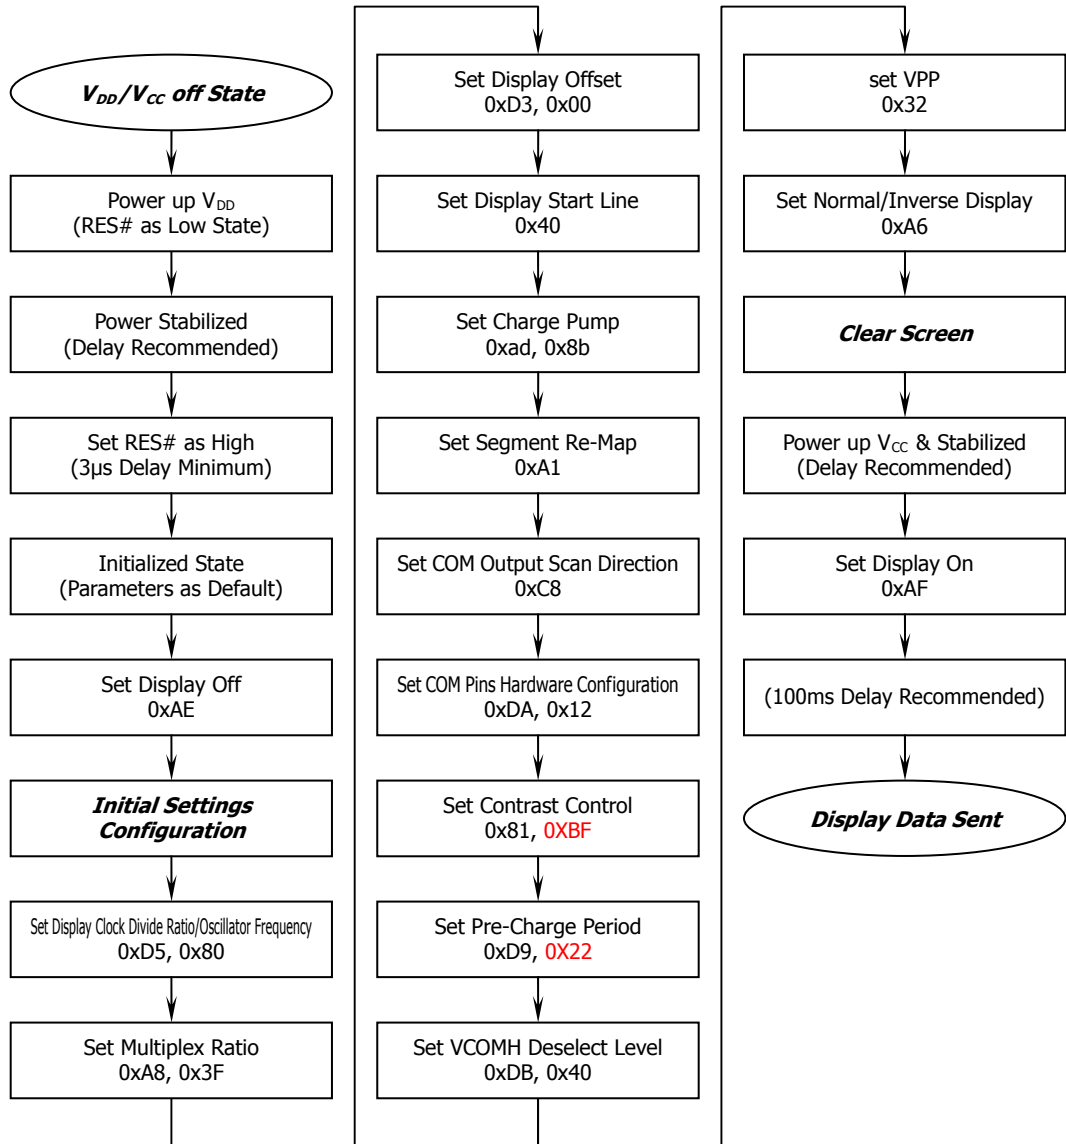 V_DD/V_CC off State
Power up V_DD
(RES# as Low State)
Power Stabilized
(Delay Recommended)
Set RES# as High
(3μs Delay Minimum)
Initialized State
(Parameters as Default)
Set Display Off
0xAE
Initial Settings
Configuration
Set Display Clock Divide Ratio/Oscillator Frequency
0xD5, 0x80
Set Multiplex Ratio
0xA8, 0x3F
Set Display Offset
0xD3, 0x00
Set Display Start Line
0x40
Set Charge Pump
0xad, 0x8b
Set Segment Re-Map
0xA1
Set COM Output Scan Direction
0xC8
Set COM Pins Hardware Configuration
0xDA, 0x12
Set Contrast Control
0x81, 0XBF
Set Pre-Charge Period
0xD9, 0X22
Set VCOMH Deselect Level
0xDB, 0x40
set VPP
0x32
Set Normal/Inverse Display
0xA6
Clear Screen
Power up V_CC & Stabilized
(Delay Recommended)
Set Display On
0xAF
(100ms Delay Recommended)
Display Data Sent